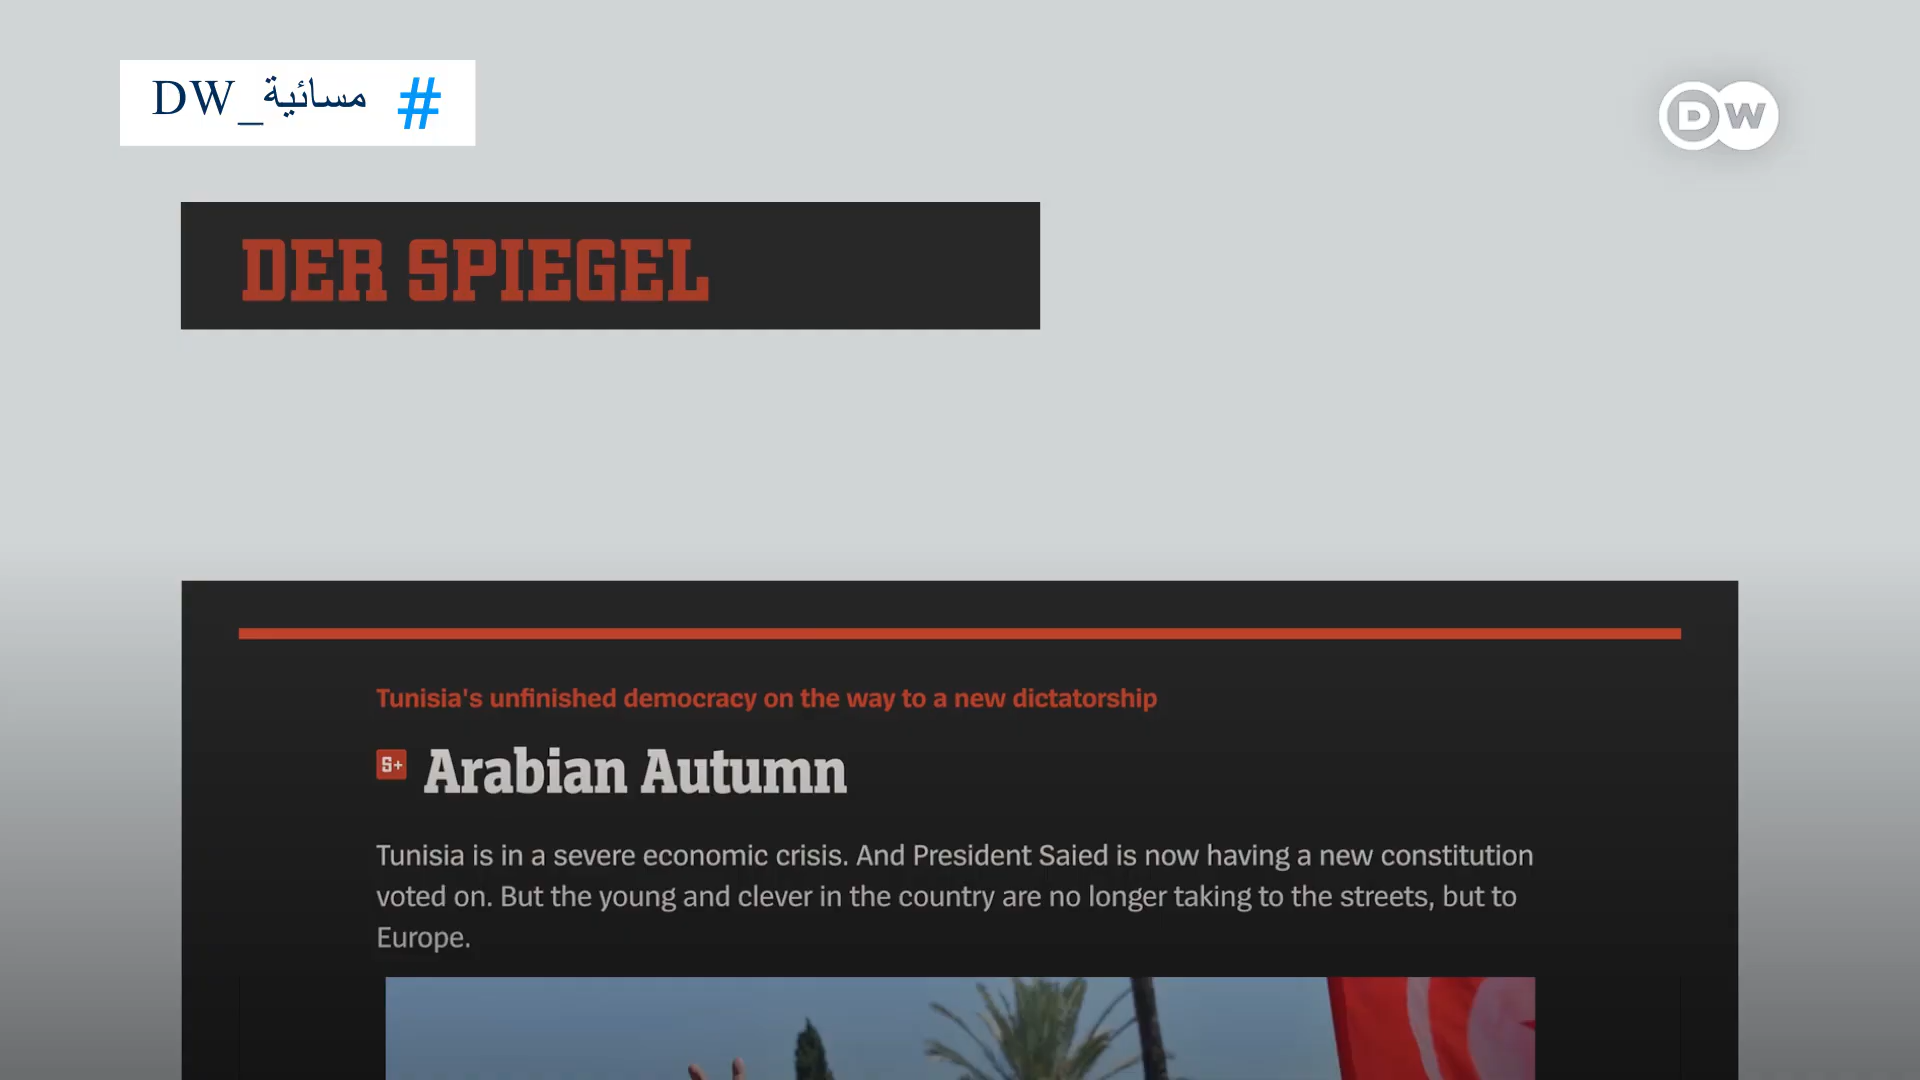 #مسائية_DW
DW
DER SPIEGEL
Tunisia's unfinished democracy on the way to a new dictatorship
S+ Arabian Autumn
Tunisia is in a severe economic crisis. And President Saied is now having a new constitution
voted on. But the young and clever in the country are no longer taking to the streets, but to
Europe.